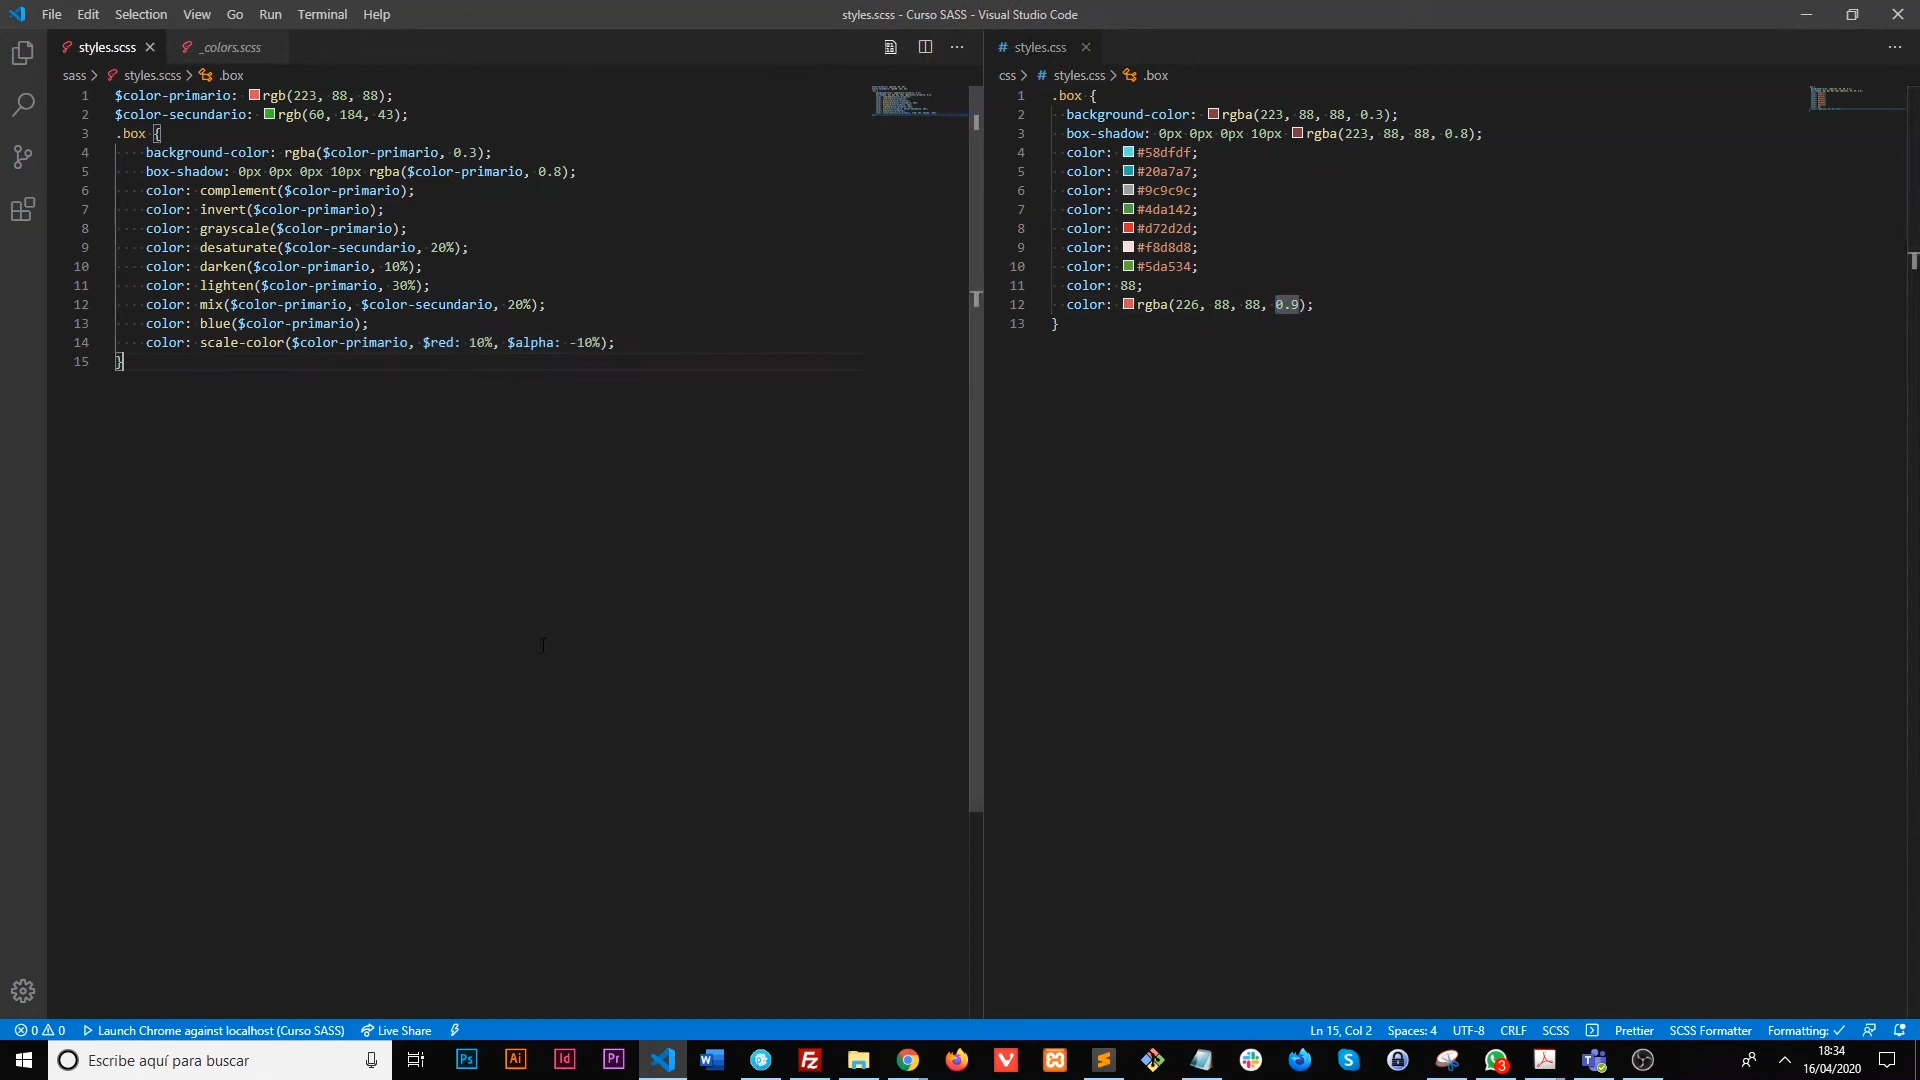 File Edit Selection View Go Run Terminal Help
styles.scss - Curso SASS - Visual Studio Code
styles.scss
_colors.scss
sass > styles.scss > .box
1 $color-primario: rgb(223, 88, 88);
2 $color-secundario: rgb(60, 184, 43);
3 .box {
4 background-color: rgba($color-primario, 0.3);
5 box-shadow: 0px 0px 0px 10px rgba($color-primario, 0.8);
6 color: complement($color-primario);
7 color: invert($color-primario);
8 color: grayscale($color-primario);
9 color: desaturate($color-secundario, 20%);
10 color: darken($color-primario, 10%);
11 color: lighten($color-primario, 30%);
12 color: mix($color-primario, $color-secundario, 20%);
13 color: blue($color-primario);
14 color: scale-color($color-primario, $red: 10%, $alpha: -10%);
15 }
# styles.css
css > # styles.css > .box
1 .box {
2 background-color: rgba(223, 88, 88, 0.3);
3 box-shadow: 0px 0px 0px 10px rgba(223, 88, 88, 0.8);
4 color: #58dfdf;
5 color: #20a7a7;
6 color: #9c9c9c;
7 color: #4da142;
8 color: #d72d2d;
9 color: #f8d8d8;
10 color: #5da534;
11 color: 88;
12 color: rgba(226, 88, 88, 0.9);
13 }
0 0 Launch Chrome against localhost (Curso SASS) Live Share
Ln 15, Col 2 Spaces: 4 UTF-8 CRLF SCSS Prettier SCSS Formatter Formatting: ✓
Escribe aquí para buscar
Ps Ai Id Pr W Fz V S 3
18:34
16/04/2020